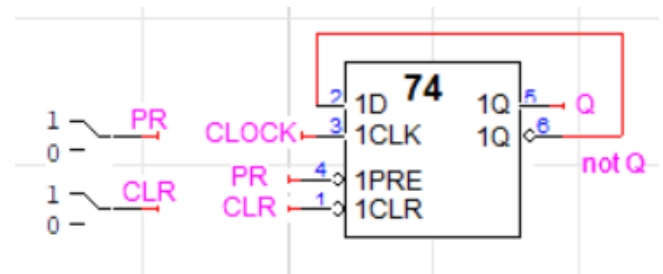 74
2 1D 1Q 5 Q
1 PR CLOCK 3 1CLK 1Q 6
0 not Q
PR 4 1PRE
1 CLR CLR 1 1CLR
0